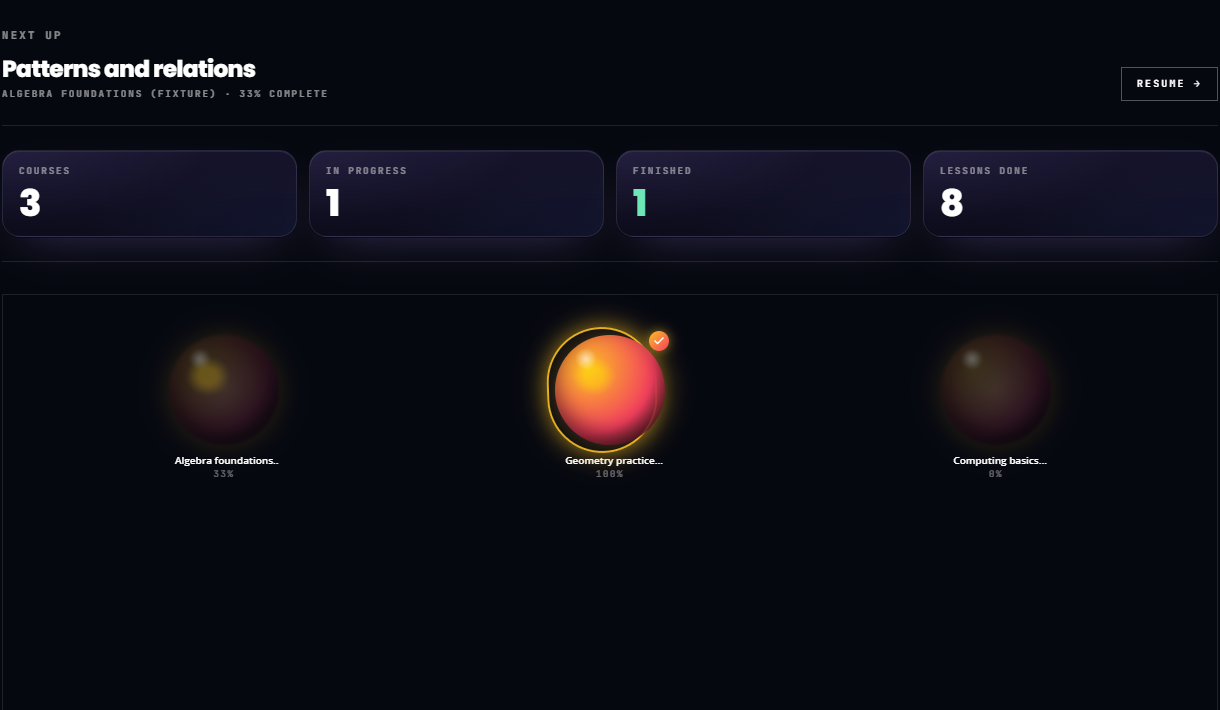 NEXT UP
Patterns and relations
ALGEBRA FOUNDATIONS (FIXTURE) · 33% COMPLETE
RESUME →
COURSES
3
IN PROGRESS
1
FINISHED
1
LESSONS DONE
8
Algebra foundations..
33%
Geometry practice...
100%
Computing basics...
0%